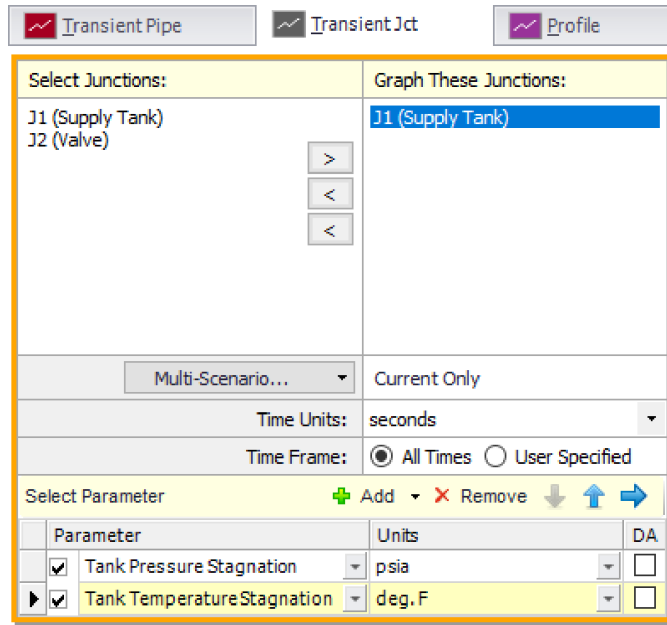 Transient Pipe
Transient Jct
Profile
Select Junctions:
Graph These Junctions:
J1 (Supply Tank)
J2 (Valve)
J1 (Supply Tank)
>
<
<
Multi-Scenario...
Current Only
Time Units:
seconds
Time Frame:
All Times
User Specified
Select Parameter
Add
Remove
Parameter
Units
DA
Tank Pressure Stagnation
psia
Tank Temperature Stagnation
deg. F